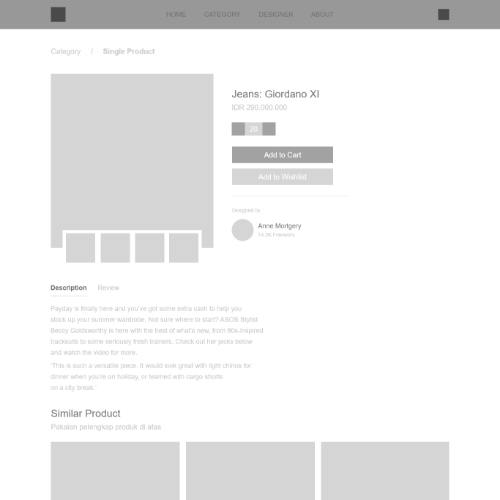 HOME CATEGORY DESIGNER ABOUT
Category / Single Product
Jeans: Giordano XI
IDR 290.000.000
20
Add to Cart
Add to Wishlist
Designed by
Anne Mortgery
14.2K Followers
Description Review
Payday is finally here and you've got some extra cash to help you
stock up your summer wardrobe. Not sure where to start? ASOS Stylist
Beccy Goldsworthy is here with the best of what's new, from 90s-inspired
tracksuits to some seriously fresh trainers. Check out her picks below
and watch the video for more.
'This is such a versatile piece. It would look great with light chinos for
dinner when you're on holiday, or teamed with cargo shorts
on a city break.'
Similar Product
Pakaian pelengkap produk di atas